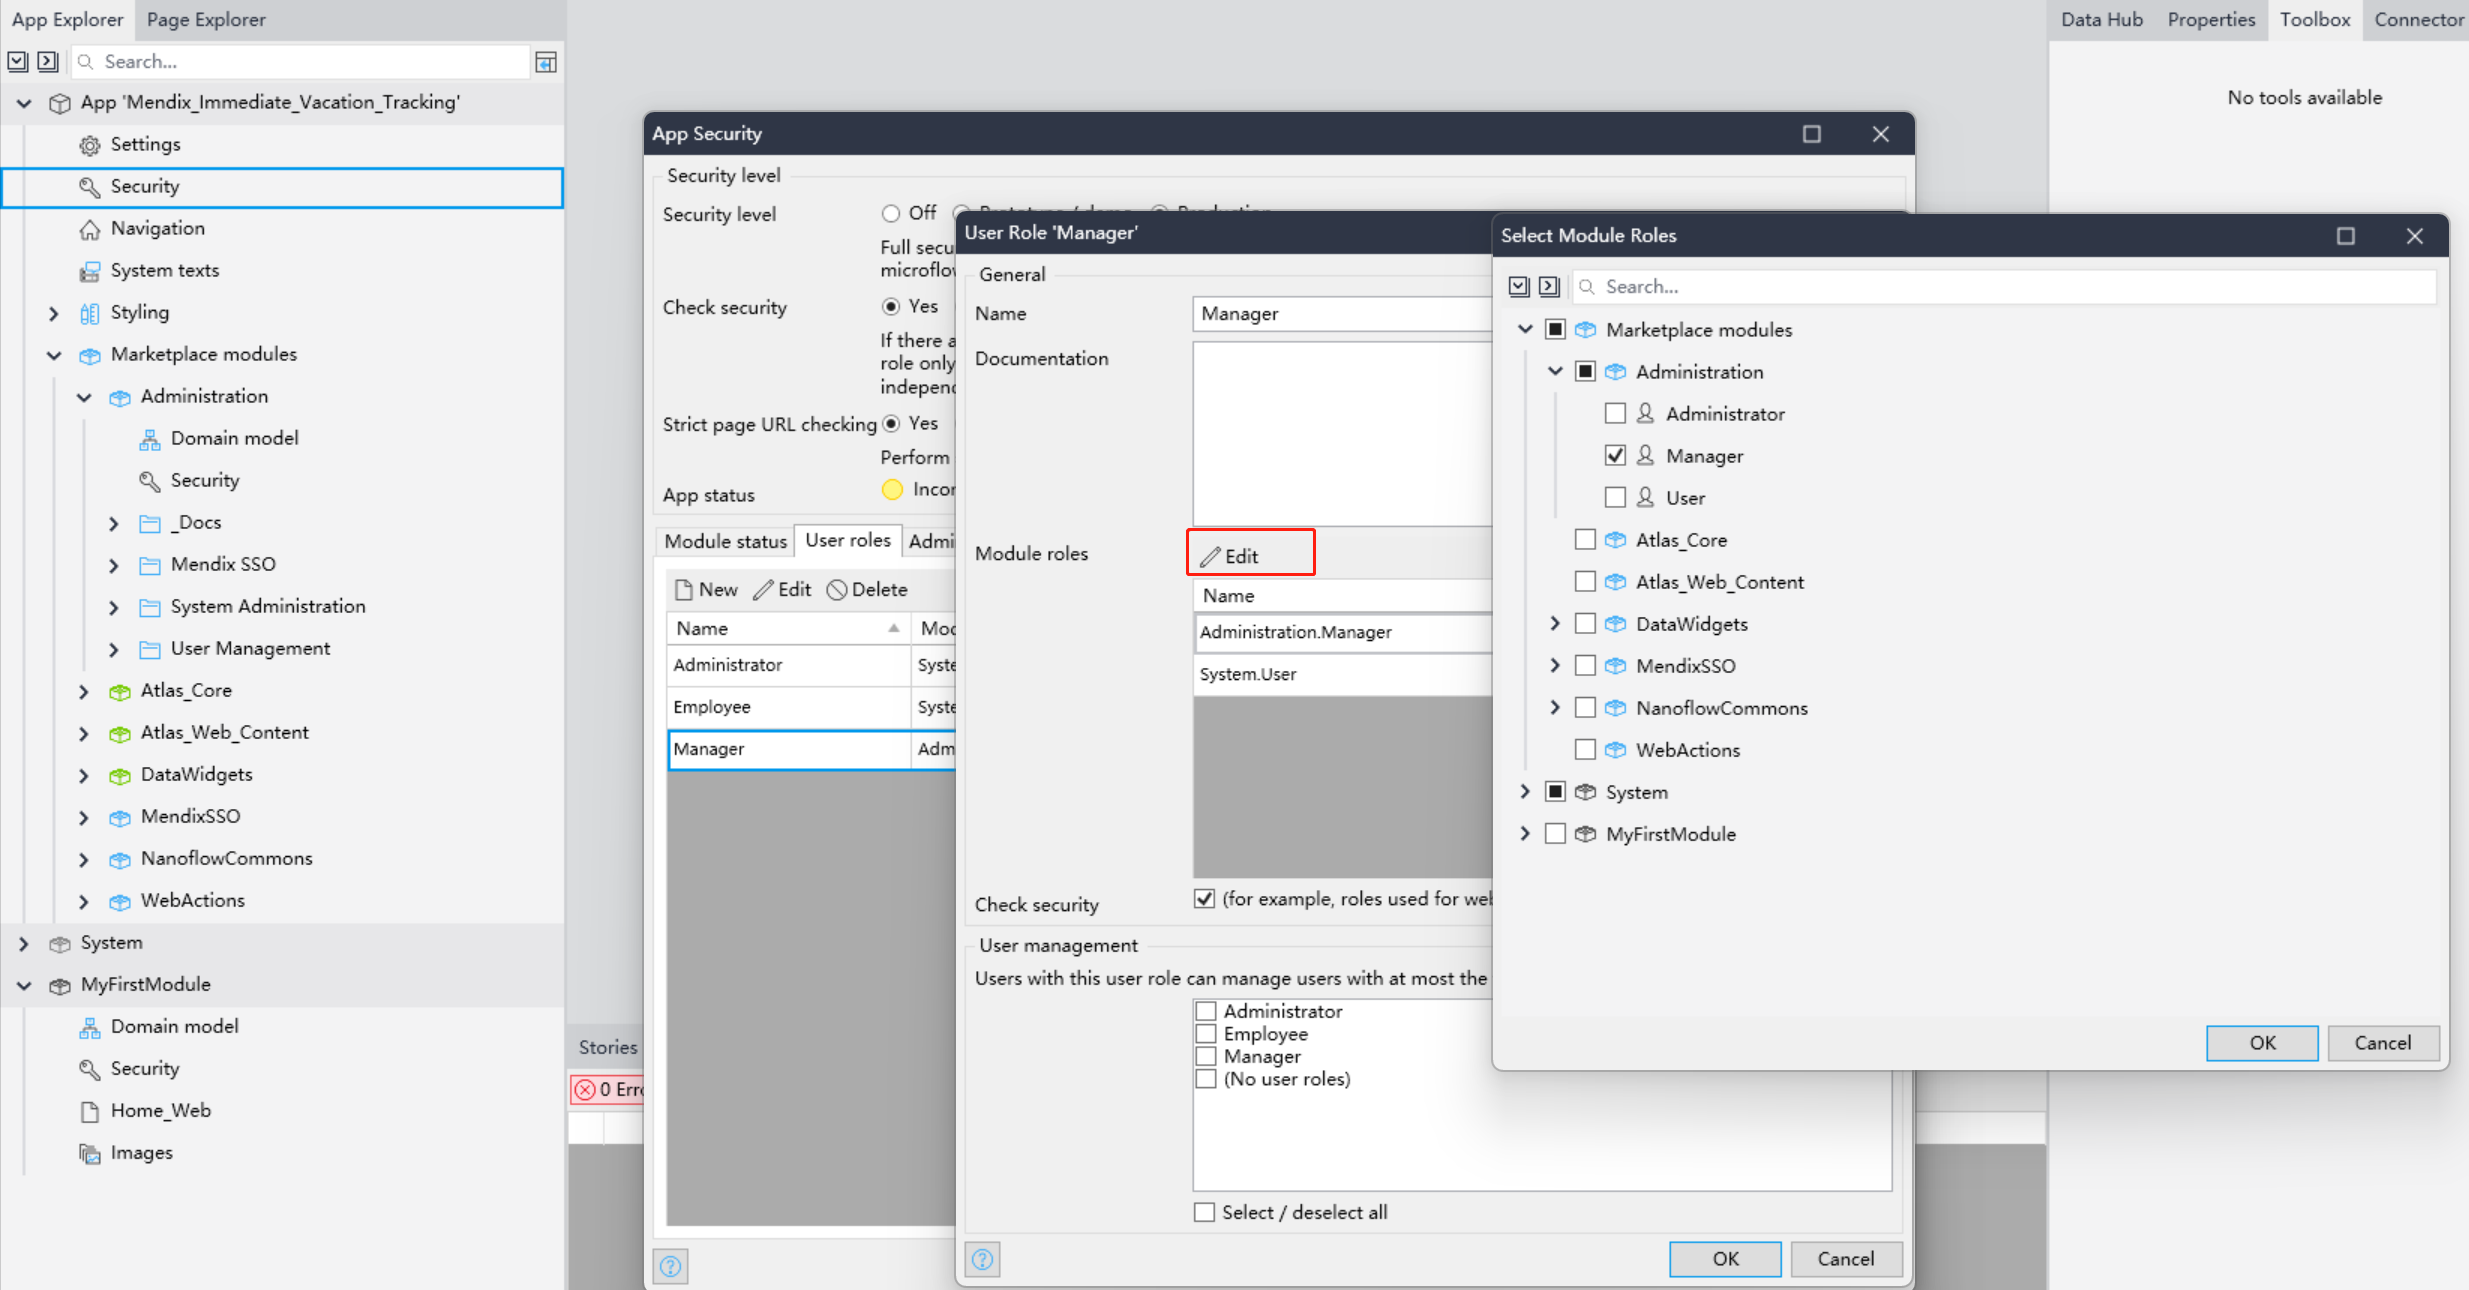 App Explorer
Page Explorer
Search...
App 'Mendix_Immediate_Vacation_Tracking'
Settings
Security
Navigation
System texts
Styling
Marketplace modules
Administration
Domain model
Security
_Docs
Mendix SSO
System Administration
User Management
Atlas_Core
Atlas_Web_Content
DataWidgets
MendixSSO
NanoflowCommons
WebActions
System
MyFirstModule
Domain model
Security
Home_Web
Images
Stories
0 Erro
App Security
Security level
Security level
Off
Full secu
microflow
Check security
Yes
If there a
role only
independ
Strict page URL checking
Yes
Perform
App status
Incom
Module status
User roles
Admi
New
Edit
Delete
Name
Mod
Administrator
Syste
Employee
Syste
Manager
Adm
User Role 'Manager'
General
Name
Manager
Documentation
Module roles
Edit
Name
Administration.Manager
System.User
Check security
(for example, roles used for web
User management
Users with this user role can manage users with at most the
Administrator
Employee
Manager
(No user roles)
Select / deselect all
OK
Cancel
Select Module Roles
Search...
Marketplace modules
Administration
Administrator
Manager
User
Atlas_Core
Atlas_Web_Content
DataWidgets
MendixSSO
NanoflowCommons
WebActions
System
MyFirstModule
OK
Cancel
Data Hub
Properties
Toolbox
Connector
No tools available